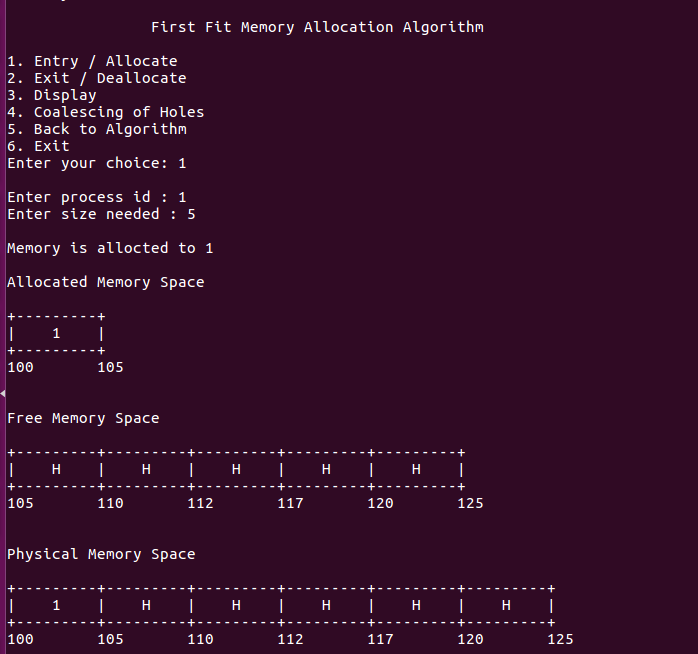 First Fit Memory Allocation Algorithm
1. Entry / Allocate
2. Exit / Deallocate
3. Display
4. Coalescing of Holes
5. Back to Algorithm
6. Exit
Enter your choice: 1
Enter process id : 1
Enter size needed : 5
Memory is allocted to 1
Allocated Memory Space
+---------+
|    1    |
+---------+
100       105
Free Memory Space
+---------+---------+---------+---------+---------+
|    H    |    H    |    H    |    H    |    H    |
+---------+---------+---------+---------+---------+
105       110       112       117       120       125
Physical Memory Space
+---------+---------+---------+---------+---------+---------+
|    1    |    H    |    H    |    H    |    H    |    H    |
+---------+---------+---------+---------+---------+---------+
100       105       110       112       117       120       125